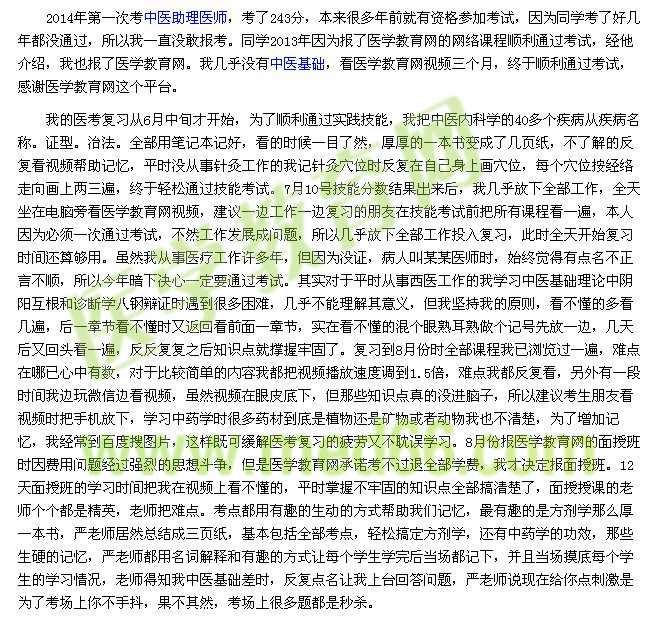 2014年第一次考中医助理医师，考了243分，本来很多年前就有资格参加考试，因为同学考了好几
年都没通过，所以我一直没敢报考。同学2013年因为报了医学教育网的网络课程顺利通过考试，经他
介绍，我也报了医学教育网。我几乎没有中医基础，看医学教育网视频三个月，终于顺利通过考试，
感谢医学教育网这个平台。
我的医考复习从6月中旬才开始，为了顺利通过实践技能，我把中医内科学的40多个疾病从疾病名
称。证型。治法。全部用笔记本记好，看的时候一目了然，厚厚的一本书变成了几页纸，不了解的反
复看视频帮助记忆，平时没从事针灸工作的我记针灸穴位时反复在自己身上画穴位，每个穴位按经络
走向画上两三遍，终于轻松通过技能考试。7月10号技能分数结果出来后，我几乎放下全部工作，全天
坐在电脑旁看医学教育网视频，建议一边工作一边复习的朋友在技能考试前把所有课程看一遍，本人
因为必须一次通过考试，不然工作发展成问题，所以几乎放下全部工作投入复习，此时全天开始复习
时间还算够用。虽然我从事医疗工作许多年，但因为没证，病人叫某某医师时，始终觉得有点名不正
言不顺，所以今年暗下决心一定要通过考试。其实对于平时从事西医工作的我学习中医基础理论中阴
阳互根和诊断学八钢辩证时遇到很多困难，几乎不能理解其意义，但我坚持我的原则，看不懂的多看
几遍，后一章节看不懂时又返回看前面一章节，实在看不懂的混个眼熟耳熟做个记号先放一边，几天
后又回头看一遍，反反复复之后知识点就撑握牢固了。复习到8月份时全部课程我已浏览过一遍，难点
在哪已心中有数，对于比较简单的内容我都把视频播放速度调到1.5倍，难点我都反复看，另外有一段
时间我边玩微信边看视频，虽然视频在眼皮底下，但那些知识点真的没进脑子，所以建议考生朋友看
视频时把手机放下，学习中药学时很多药材到底是植物还是矿物或者动物我也不清楚，为了增加记
忆，我经常到百度搜图片，这样既可缓解医考复习的疲劳又不耽误学习。8月份报医学教育网的面授班
时因费用问题经过强烈的思想斗争，但是医学教育网承诺考不过退全部学费，我才决定报面授班。12
天面授班的学习时间把我在视频上看不懂的，平时掌握不牢固的知识点全部搞清楚了，面授授课的老
师个个都是精英，老师把难点。考点都用有趣的生动的方式帮助我们记忆，最有趣的是方剂学那么厚
一本书，严老师居然总结成三页纸，基本包括全部考点，轻松搞定方剂学，还有中药学的功效，那些
生硬的记忆，严老师都用名词解释和有趣的方式让每个学生学完后当场都记下，并且当场摸底每个学
生的学习情况，老师得知我中医基础差时，反复点名让我上台回答问题，严老师说现在给你点刺激是
为了考场上你不手抖，果不其然，考场上很多题都是秒杀。
医学教育网
www.med66.com